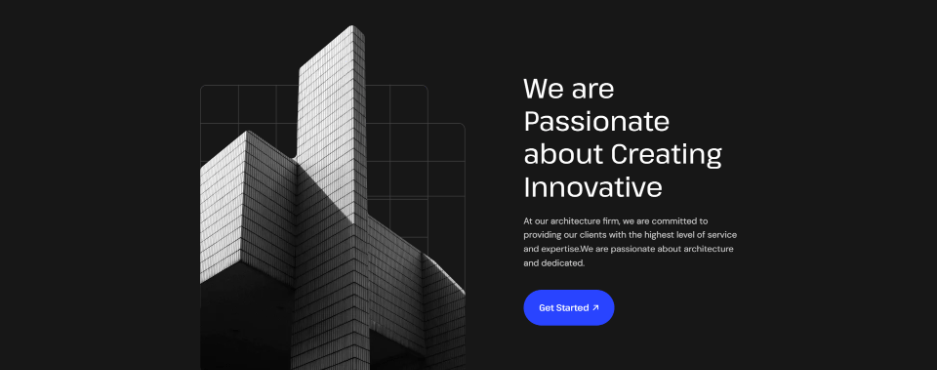 We are
Passionate
about Creating
Innovative
At our architecture firm, we are committed to
providing our clients with the highest level of service
and expertise.We are passionate about architecture
and dedicated.
Get Started ↗